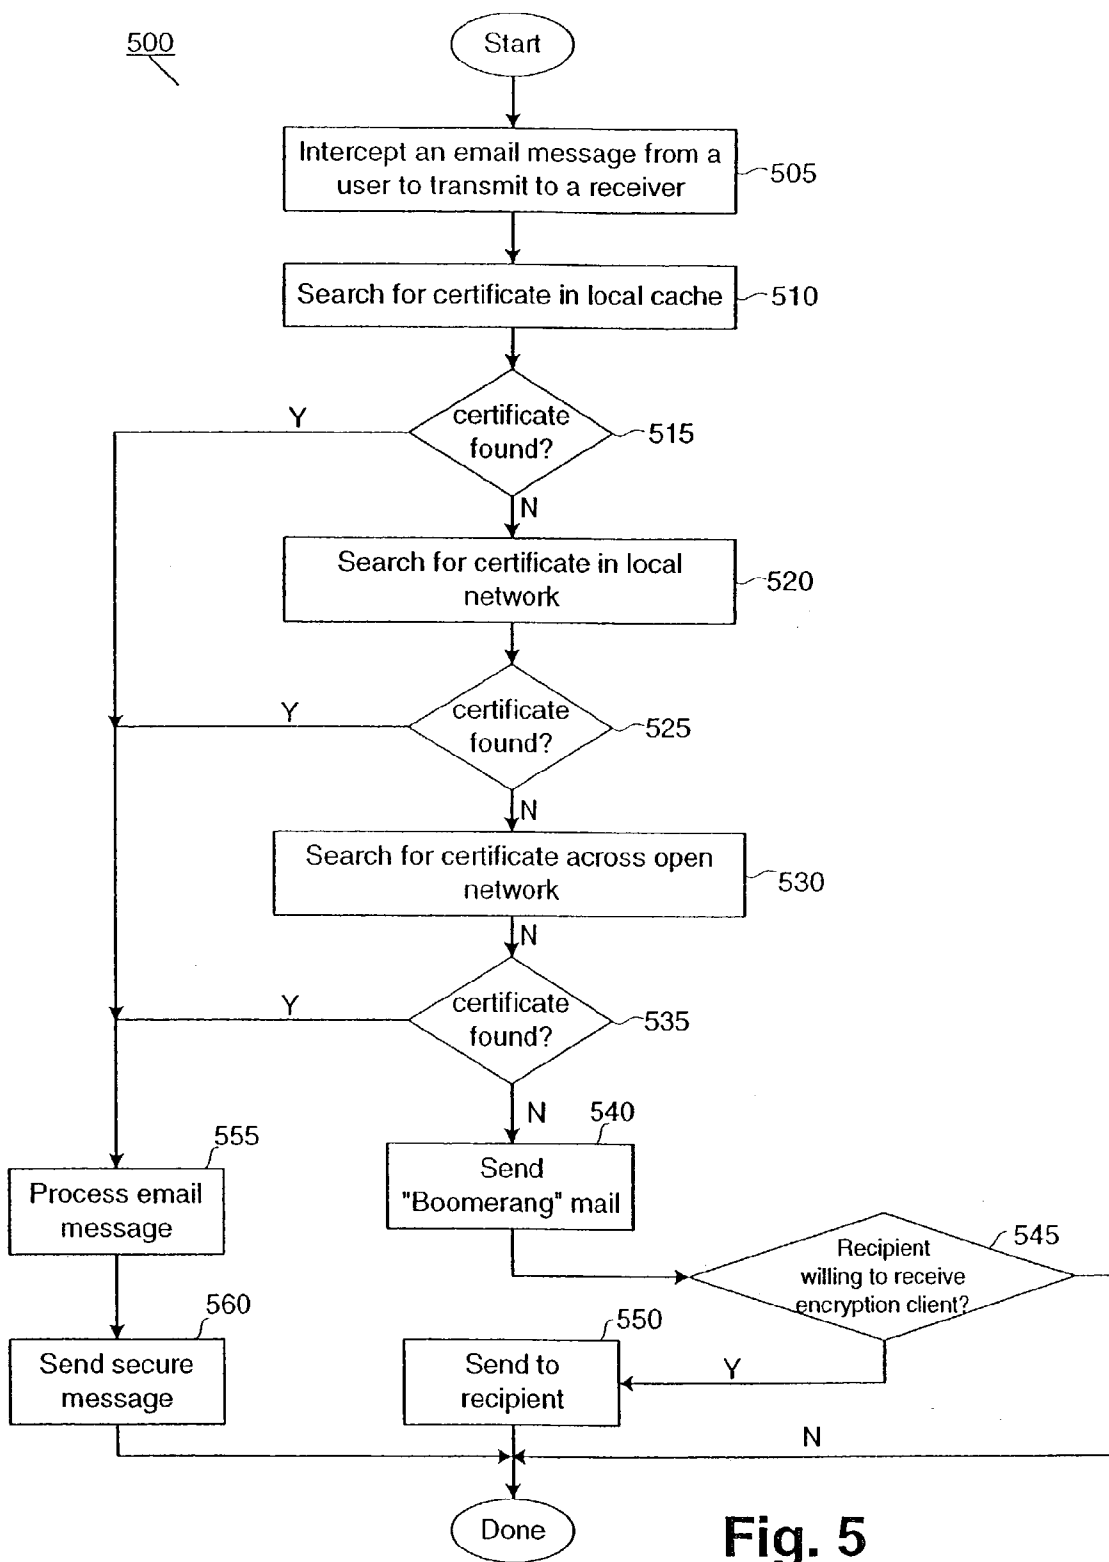 500
Start
Intercept an email message from a
user to transmit to a receiver
505
Search for certificate in local cache
510
certificate
found?
515
Y
N
Search for certificate in local
network
520
certificate
found?
525
Y
N
Search for certificate across open
network
530
N
certificate
found?
535
Y
N
540
Send
"Boomerang" mail
555
Process email
message
545
Recipient
willing to receive
encryption client?
560
Send secure
message
550
Send to
recipient
Y
N
Done
Fig. 5